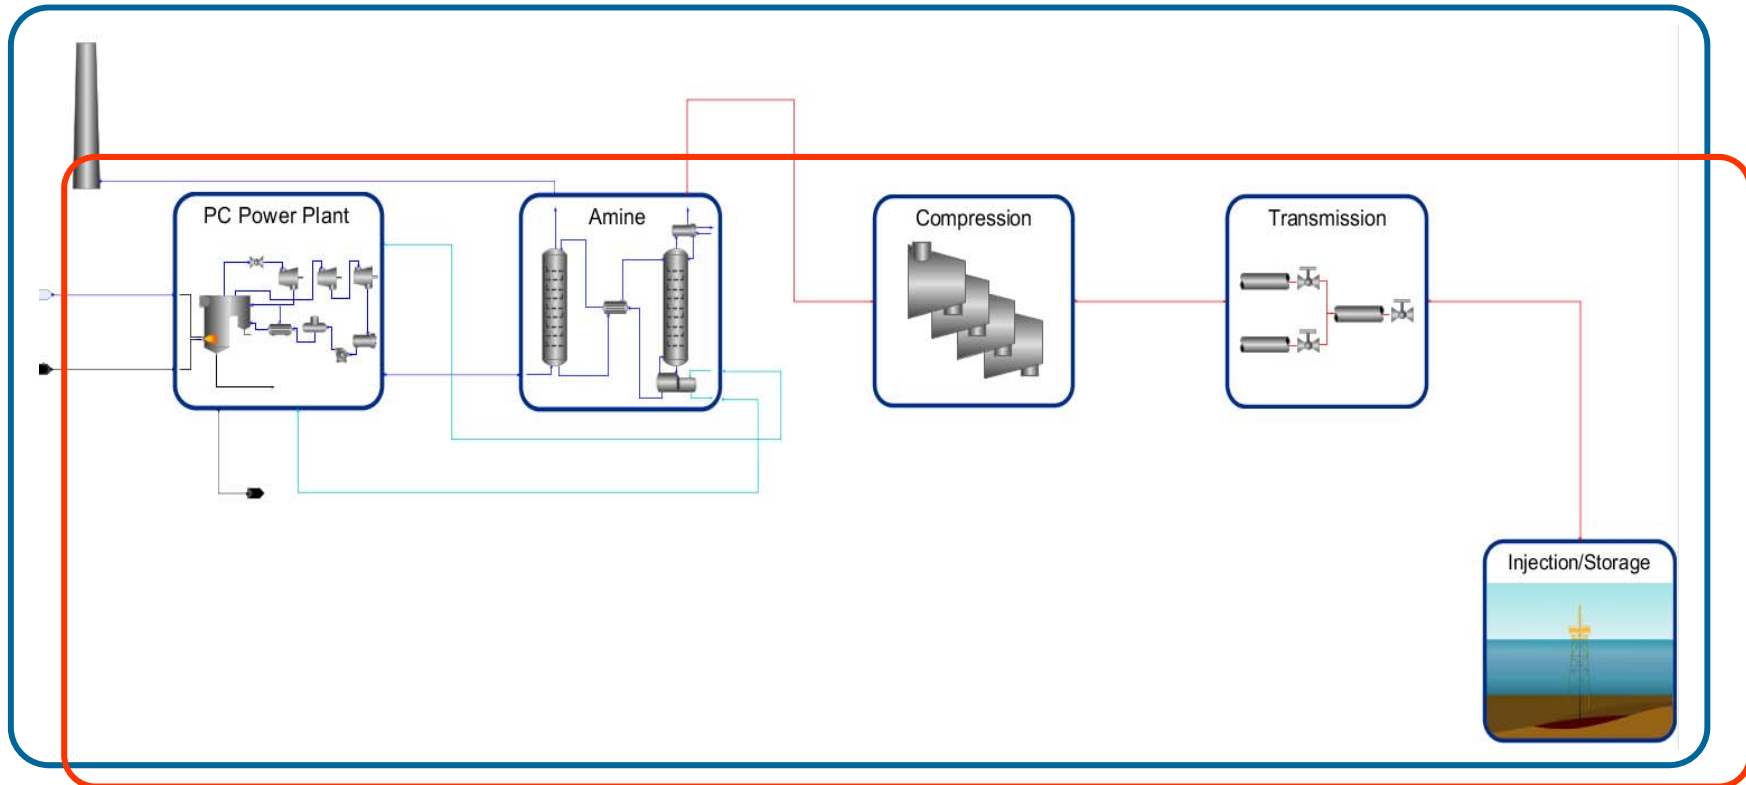 PC Power Plant
Amine
Compression
Transmission
Injection/Storage